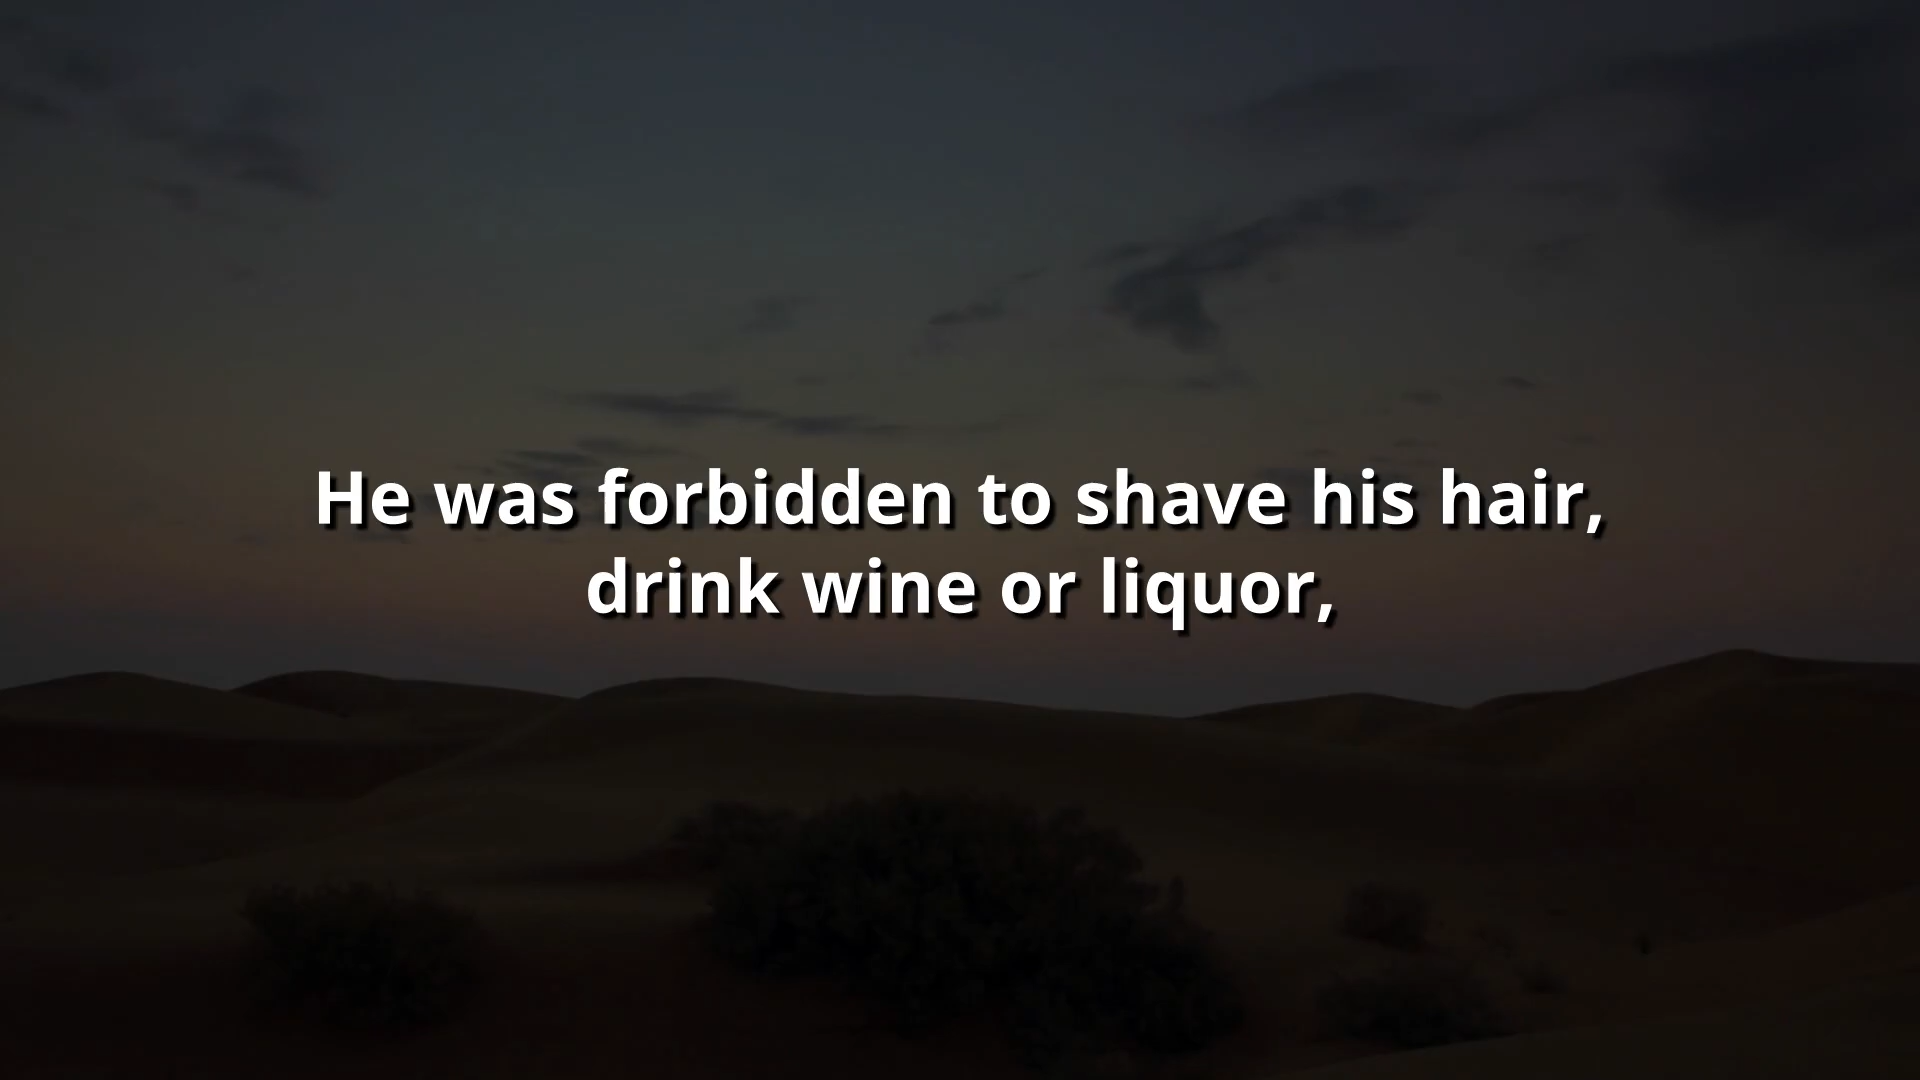 He was forbidden to shave his hair,
drink wine or liquor,